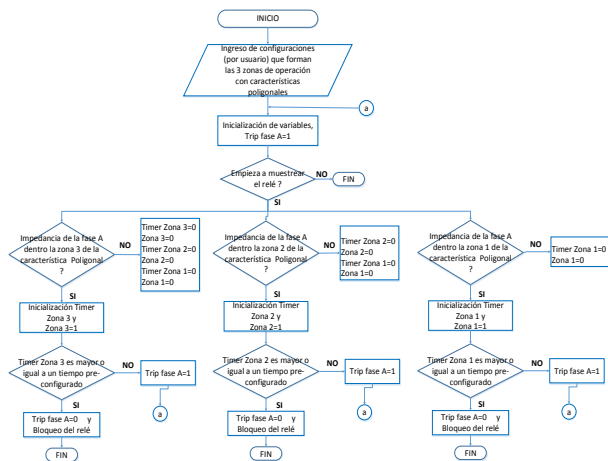 INICIO
Ingreso de configuraciones
(por usuario) que forman
las 3 zonas de operación
con características
poligonales
a
Inicialización de variables,
Trip fase A=1
Empieza a muestrear
el relé ?
NO
FIN
SI
Impedancia de la fase A
dentro la zona 3 de la
característica Poligonal
?
NO
Timer Zona 3=0
Zona 3=0
Timer Zona 2=0
Zona 2=0
Timer Zona 1=0
Zona 1=0
SI
Inicialización Timer
Zona 3 y
Zona 3=1
Timer Zona 3 es mayor o
igual a un tiempo pre-
configurado
NO
Trip fase A=1
a
SI
Trip fase A=0 y
Bloqueo del relé
FIN
Impedancia de la fase A
dentro la zona 2 de la
característica Poligonal
?
NO
Timer Zona 2=0
Zona 2=0
Timer Zona 1=0
Zona 1=0
SI
Inicialización Timer
Zona 2 y
Zona 2=1
Timer Zona 2 es mayor o
igual a un tiempo pre-
configurado
NO
Trip fase A=1
a
SI
Trip fase A=0 y
Bloqueo del relé
FIN
Impedancia de la fase A
dentro la zona 1 de la
característica Poligonal
?
NO
Timer Zona 1=0
Zona 1=0
SI
Inicialización Timer
Zona 1 y
Zona 1=1
Timer Zona 1 es mayor o
igual a un tiempo pre-
configurado
NO
Trip fase A=1
a
SI
Trip fase A=0 y
Bloqueo del relé
FIN